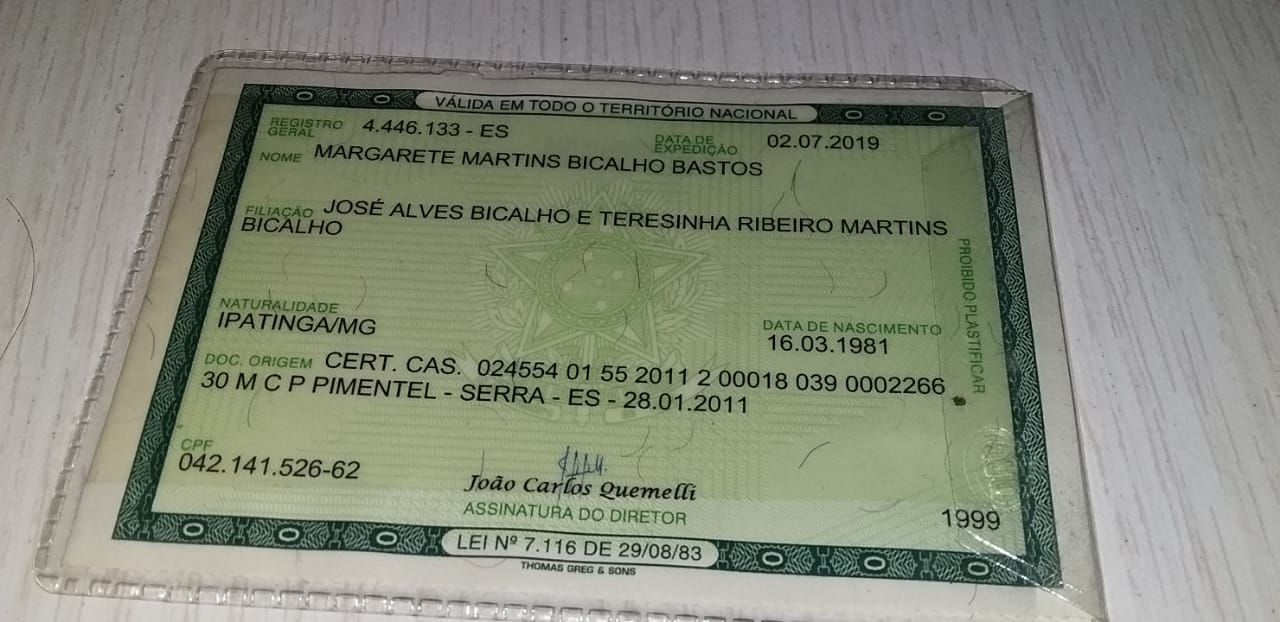 VÁLIDA EM TODO O TERRITÓRIO NACIONAL
REGISTRO GERAL 4.446.133 - ES DATA DE EXPEDIÇÃO 02.07.2019
NOME MARGARETE MARTINS BICALHO BASTOS
FILIAÇÃO JOSÉ ALVES BICALHO E TERESINHA RIBEIRO MARTINS
BICALHO
NATURALIDADE DATA DE NASCIMENTO
IPATINGA/MG 16.03.1981
DOC. ORIGEM CERT. CAS. 024554 01 55 2011 2 00018 039 0002266
30 M C P PIMENTEL - SERRA - ES - 28.01.2011
CPF
042.141.526-62
João Carlos Quemelli
ASSINATURA DO DIRETOR
1999
LEI Nº 7.116 DE 29/08/83
THOMAS GREG & SONS
PROIBIDO PLASTIFICAR